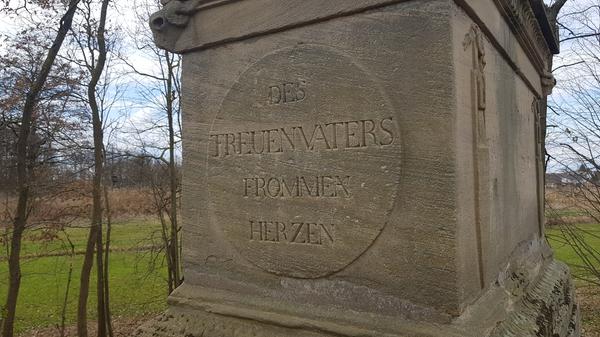 DES
TREUENVATERS
FROMMEN
HERZEN